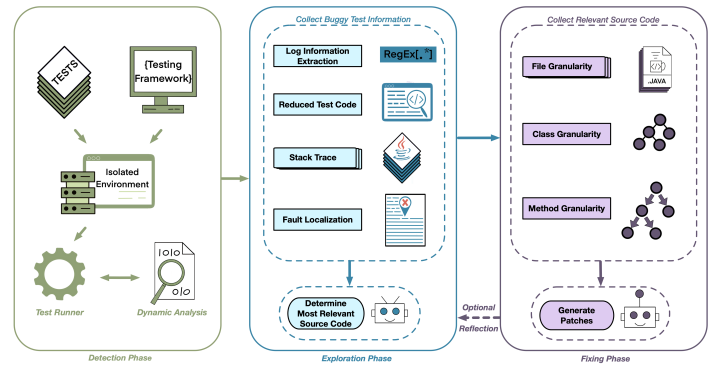 TESTS
{Testing
Framework}
Isolated
Environment
1010
010
Test Runner
Dynamic Analysis
Detection Phase
Collect Buggy Test Information
Log Information
Extraction
RegEx[.*]
Reduced Test Code
Stack Trace
Fault Localization
Determine
Most Relevant
Source Code
Exploration Phase
Optional
Reflection
Collect Relevant Source Code
File Granularity
.JAVA
Class Granularity
Method Granularity
Generate
Patches
Fixing Phase